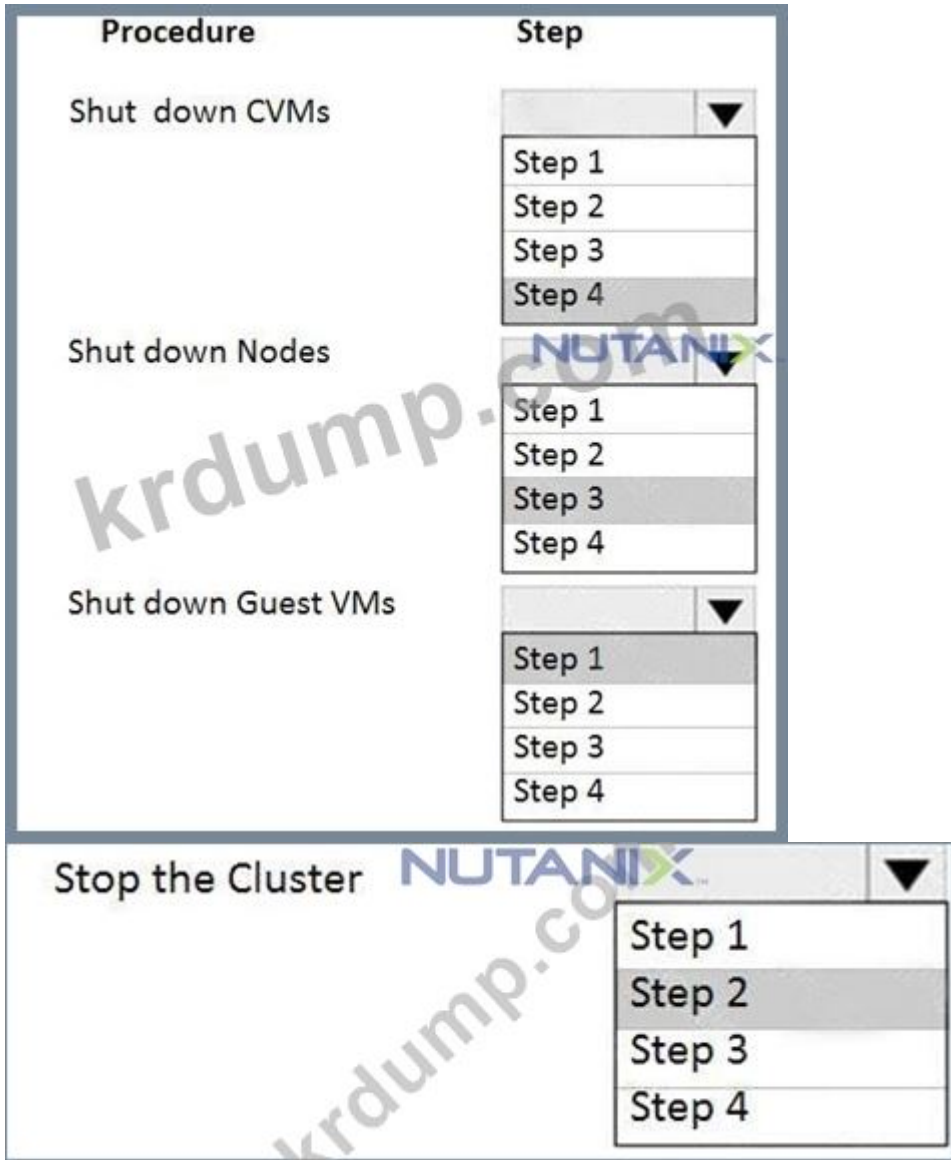 Procedure Step
Shut down CVMs
Step 1
Step 2
Step 3
Step 4
Shut down Nodes
NUTANIX
Step 1
Step 2
Step 3
Step 4
krdump.com
Shut down Guest VMs
Step 1
Step 2
Step 3
Step 4
Stop the Cluster
NUTANIX
Step 1
Step 2
Step 3
Step 4
krdump.com